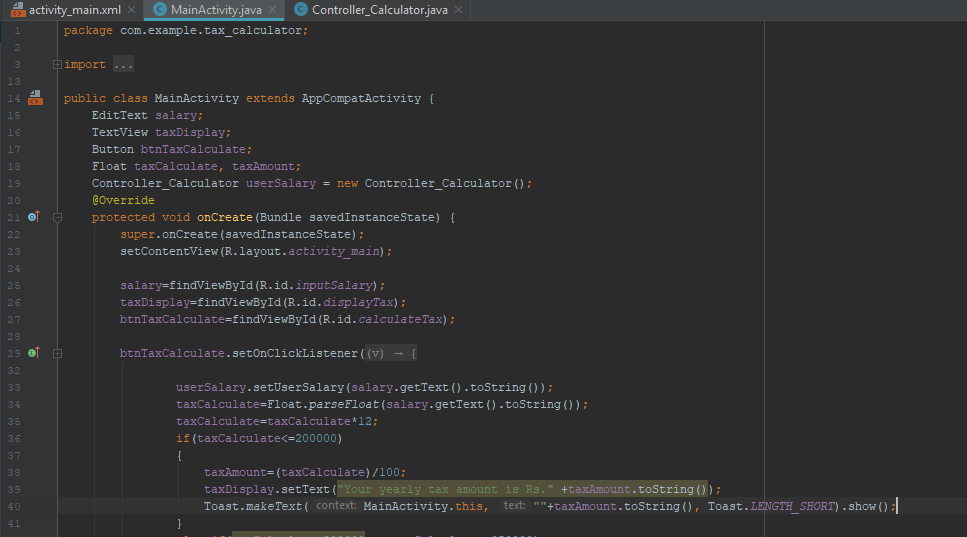 activity_main.xml × MainActivity.java × Controller_Calculator.java ×
1 package com.example.tax_calculator;
2
3 import ...
13
14 public class MainActivity extends AppCompatActivity {
15 EditText salary;
16 TextView taxDisplay;
17 Button btnTaxCalculate;
18 Float taxCalculate, taxAmount;
19 Controller_Calculator userSalary = new Controller_Calculator();
20 @Override
21 protected void onCreate(Bundle savedInstanceState) {
22 super.onCreate(savedInstanceState);
23 setContentView(R.layout.activity_main);
24
25 salary=findViewById(R.id.inputSalary);
26 taxDisplay=findViewById(R.id.displayTax);
27 btnTaxCalculate=findViewById(R.id.calculateTax);
28
29 btnTaxCalculate.setOnClickListener((v) → {
32
33 userSalary.setUserSalary(salary.getText().toString());
34 taxCalculate=Float.parseFloat(salary.getText().toString());
35 taxCalculate=taxCalculate*12;
36 if(taxCalculate<=200000)
37 {
38 taxAmount=(taxCalculate)/100;
39 taxDisplay.setText("Your yearly tax amount is Rs." +taxAmount.toString());
40 Toast.makeText( context: MainActivity.this, text: ""+taxAmount.toString(), Toast.LENGTH_SHORT).show();
41 }